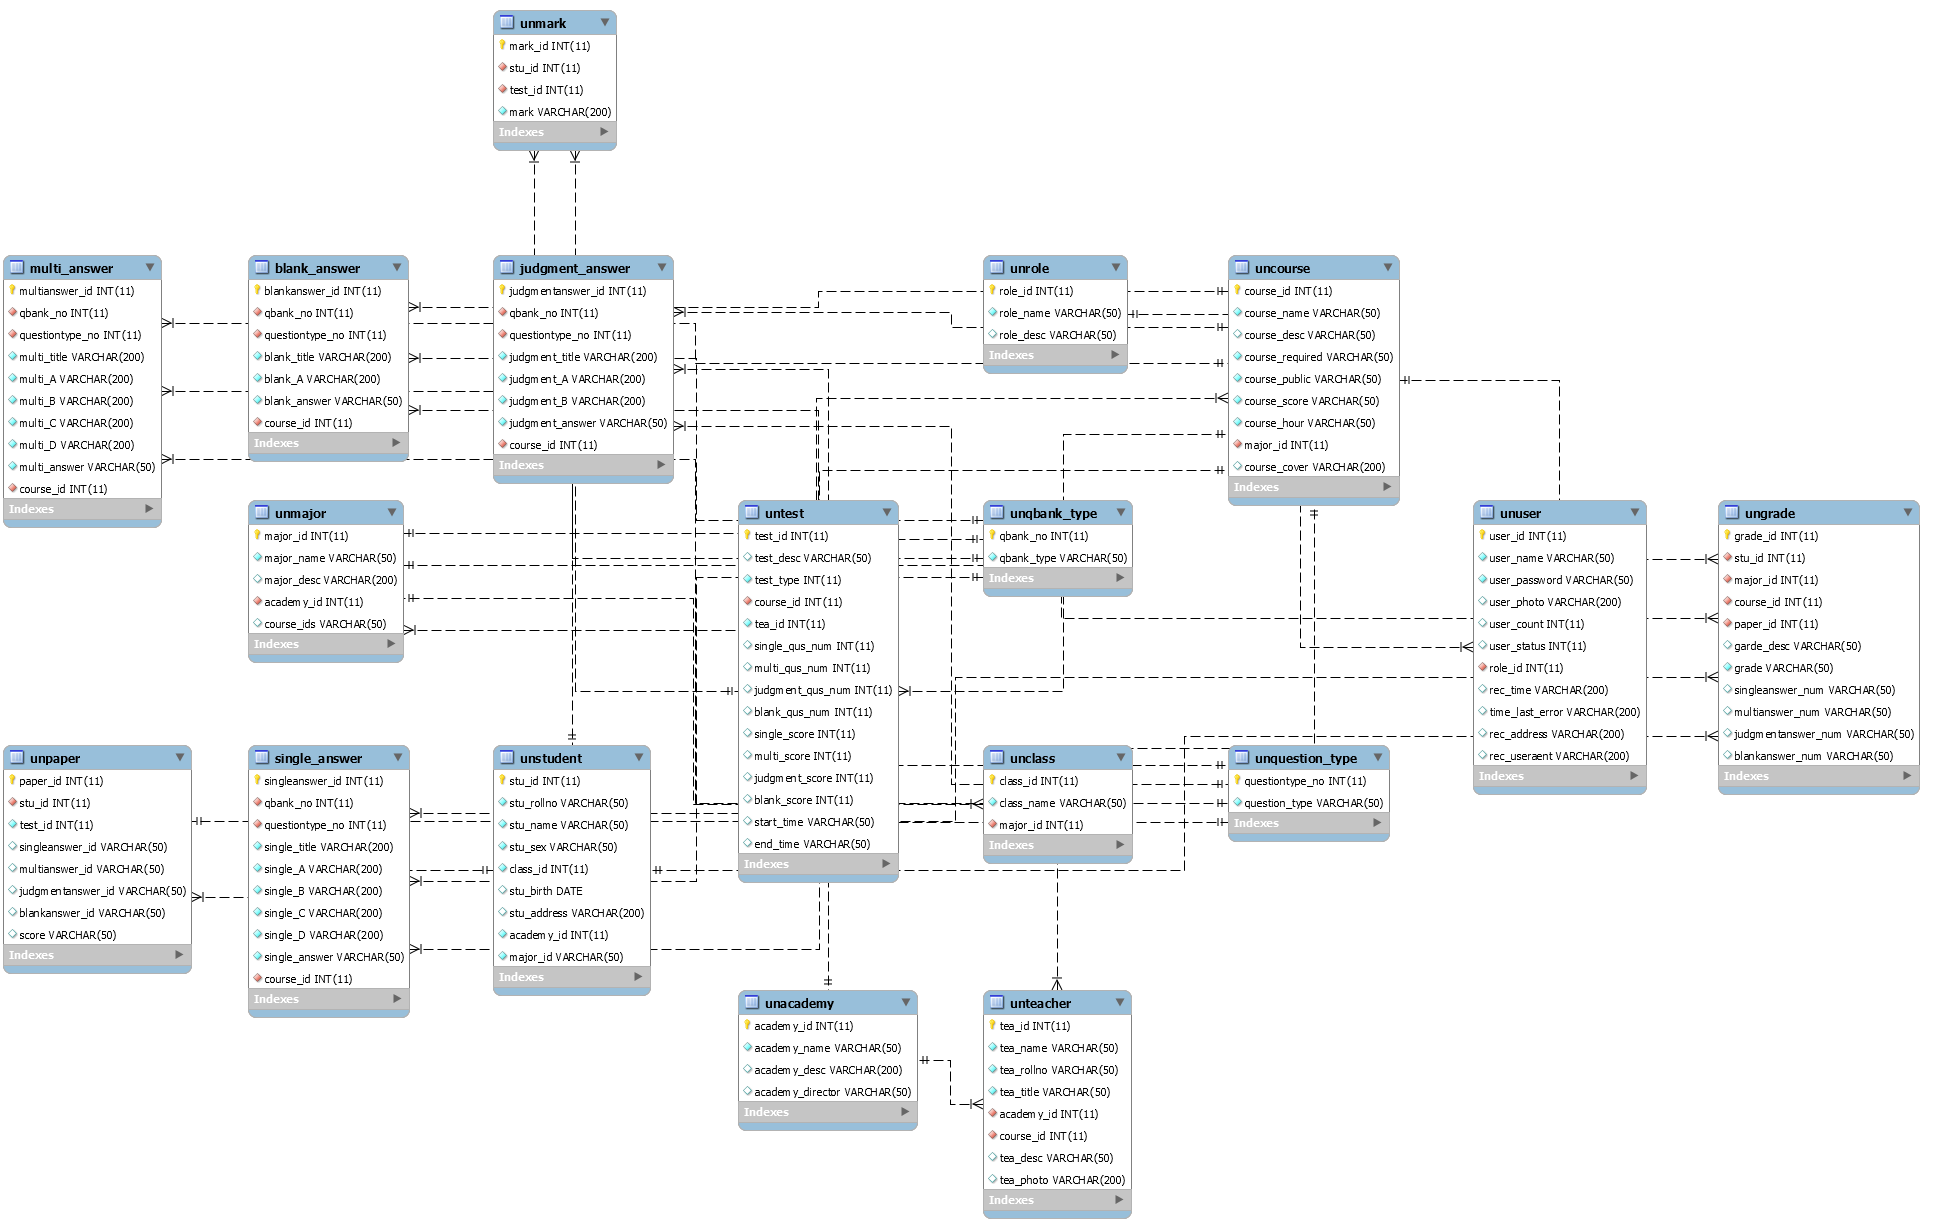 unmark
mark_id INT(11)
stu_id INT(11)
test_id INT(11)
mark VARCHAR(200)
Indexes
multi_answer
multianswer_id INT(11)
qbank_no INT(11)
questiontype_no INT(11)
multi_title VARCHAR(200)
multi_A VARCHAR(200)
multi_B VARCHAR(200)
multi_C VARCHAR(200)
multi_D VARCHAR(200)
multi_answer VARCHAR(50)
course_id INT(11)
Indexes
blank_answer
blankanswer_id INT(11)
qbank_no INT(11)
questiontype_no INT(11)
blank_title VARCHAR(200)
blank_A VARCHAR(200)
blank_answer VARCHAR(50)
course_id INT(11)
Indexes
judgment_answer
judgmentanswer_id INT(11)
qbank_no INT(11)
questiontype_no INT(11)
judgment_title VARCHAR(200)
judgment_A VARCHAR(200)
judgment_B VARCHAR(200)
judgment_answer VARCHAR(50)
course_id INT(11)
Indexes
unrole
role_id INT(11)
role_name VARCHAR(50)
role_desc VARCHAR(50)
Indexes
uncourse
course_id INT(11)
course_name VARCHAR(50)
course_desc VARCHAR(50)
course_required VARCHAR(50)
course_public VARCHAR(50)
course_score VARCHAR(50)
course_hour VARCHAR(50)
major_id INT(11)
course_cover VARCHAR(200)
Indexes
unmajor
major_id INT(11)
major_name VARCHAR(50)
major_desc VARCHAR(200)
academy_id INT(11)
course_ids VARCHAR(50)
Indexes
untest
test_id INT(11)
test_desc VARCHAR(50)
test_type INT(11)
course_id INT(11)
tea_id INT(11)
single_qus_num INT(11)
multi_qus_num INT(11)
judgment_qus_num INT(11)
blank_qus_num INT(11)
single_score INT(11)
multi_score INT(11)
judgment_score INT(11)
blank_score INT(11)
start_time VARCHAR(50)
end_time VARCHAR(50)
Indexes
unqbank_type
qbank_no INT(11)
qbank_type VARCHAR(50)
Indexes
unuser
user_id INT(11)
user_name VARCHAR(50)
user_password VARCHAR(50)
user_photo VARCHAR(200)
user_count INT(11)
user_status INT(11)
role_id INT(11)
rec_time VARCHAR(200)
time_last_error VARCHAR(200)
rec_address VARCHAR(200)
rec_useraent VARCHAR(200)
Indexes
ungrade
grade_id INT(11)
stu_id INT(11)
major_id INT(11)
course_id INT(11)
paper_id INT(11)
garde_desc VARCHAR(50)
grade VARCHAR(50)
singleanswer_num VARCHAR(50)
multianswer_num VARCHAR(50)
judgmentanswer_num VARCHAR(50)
blankanswer_num VARCHAR(50)
Indexes
unpaper
paper_id INT(11)
stu_id INT(11)
test_id INT(11)
singleanswer_id VARCHAR(50)
multianswer_id VARCHAR(50)
judgmentanswer_id VARCHAR(50)
blankanswer_id VARCHAR(50)
score VARCHAR(50)
Indexes
single_answer
singleanswer_id INT(11)
qbank_no INT(11)
questiontype_no INT(11)
single_title VARCHAR(200)
single_A VARCHAR(200)
single_B VARCHAR(200)
single_C VARCHAR(200)
single_D VARCHAR(200)
single_answer VARCHAR(50)
course_id INT(11)
Indexes
unstudent
stu_id INT(11)
stu_rollno VARCHAR(50)
stu_name VARCHAR(50)
stu_sex VARCHAR(50)
class_id INT(11)
stu_birth DATE
stu_address VARCHAR(200)
academy_id INT(11)
major_id VARCHAR(50)
Indexes
unclass
class_id INT(11)
class_name VARCHAR(50)
major_id INT(11)
Indexes
unquestion_type
questiontype_no INT(11)
question_type VARCHAR(50)
Indexes
unacademy
academy_id INT(11)
academy_name VARCHAR(50)
academy_desc VARCHAR(200)
academy_director VARCHAR(50)
Indexes
unteacher
tea_id INT(11)
tea_name VARCHAR(50)
tea_rollno VARCHAR(50)
tea_title VARCHAR(50)
academy_id INT(11)
course_id INT(11)
tea_desc VARCHAR(50)
tea_photo VARCHAR(200)
Indexes